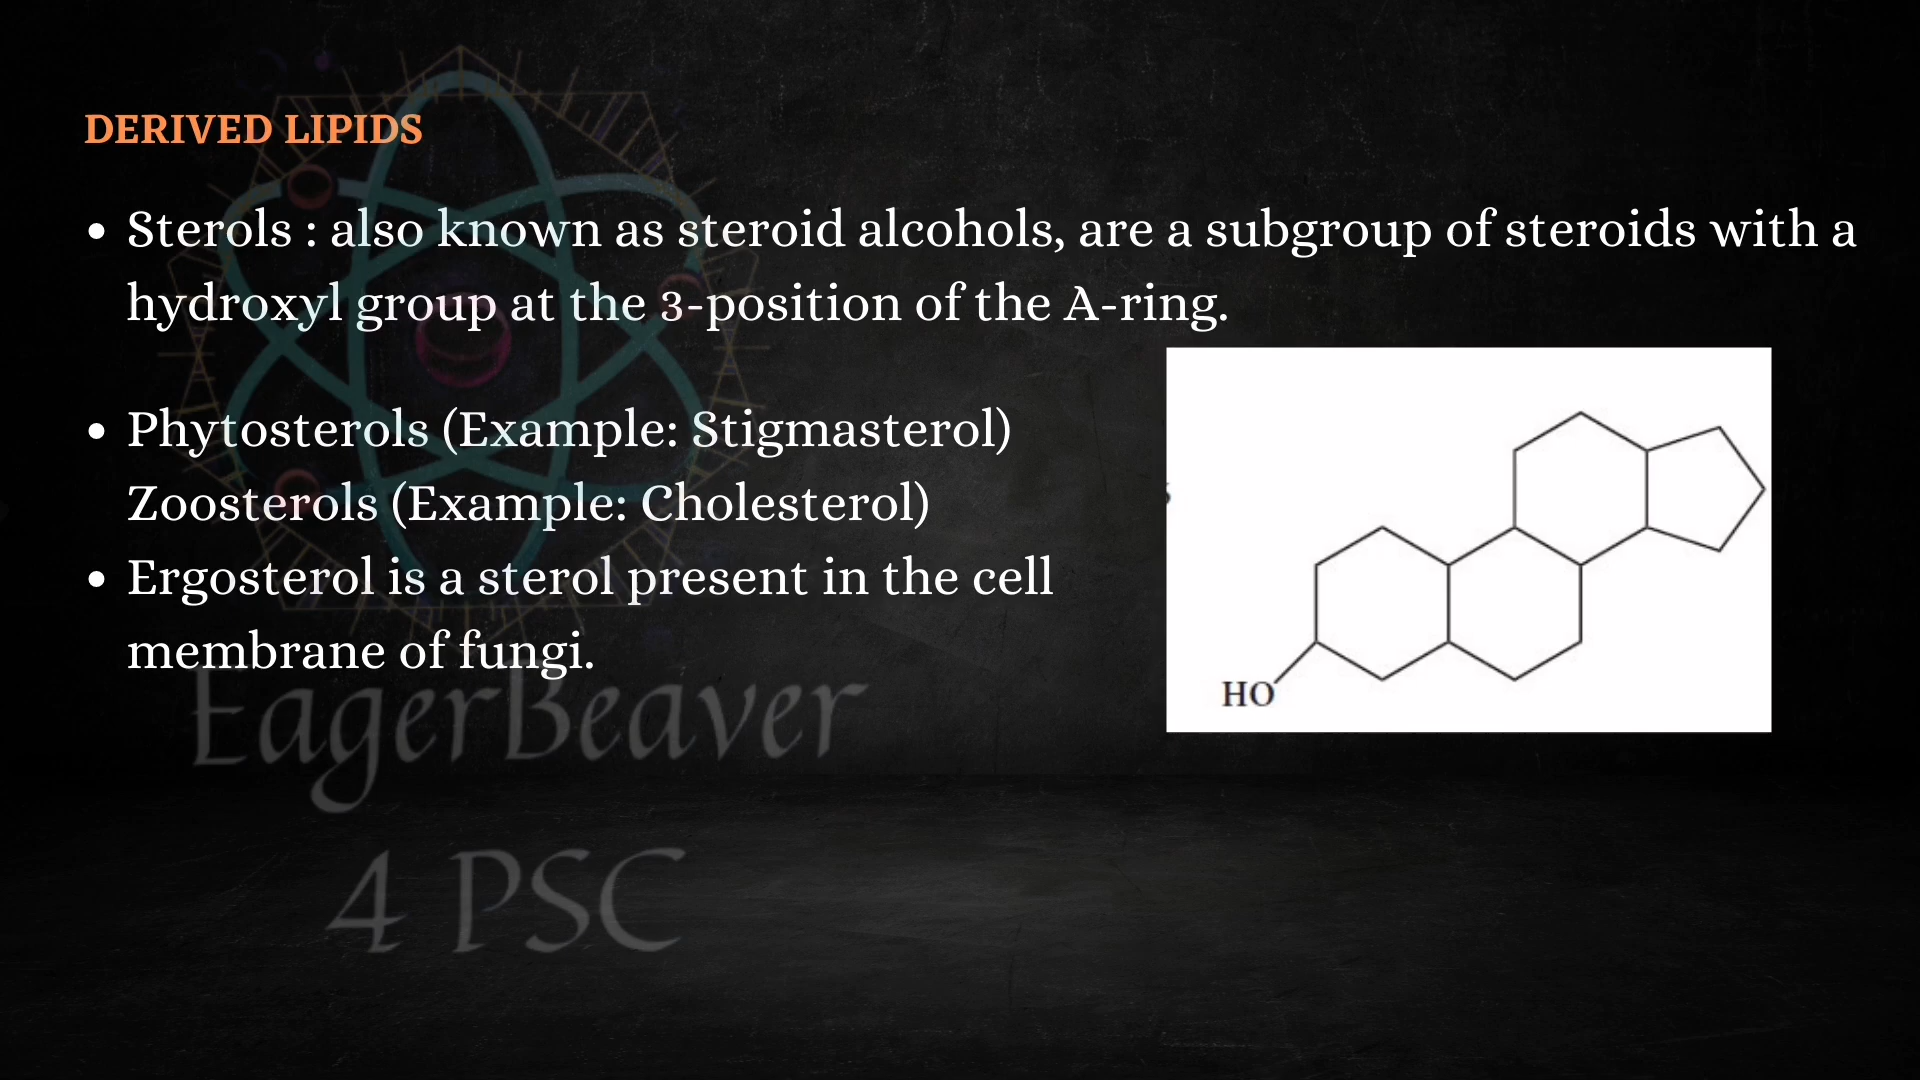 DERIVED LIPIDS
• Sterols : also known as steroid alcohols, are a subgroup of steroids with a
hydroxyl group at the 3-position of the A-ring.
• Phytosterols (Example: Stigmasterol)
Zoosterols (Example: Cholesterol)
• Ergosterol is a sterol present in the cell
membrane of fungi.
HO
EagerBeaver
4 PSC